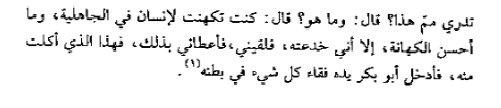 تدري ممّ هذا؟ قال: وما هو؟ قال: كنت تكهنت لإنسان في الجاهلية، وما
أحسن الكهانة، إلا أني خدعته، فلقيني، فأعطاني بذلك، فهذا الذي أكلت
منه، فأدخل أبو بكر يده فقاء كل شيء في بطنه(١).